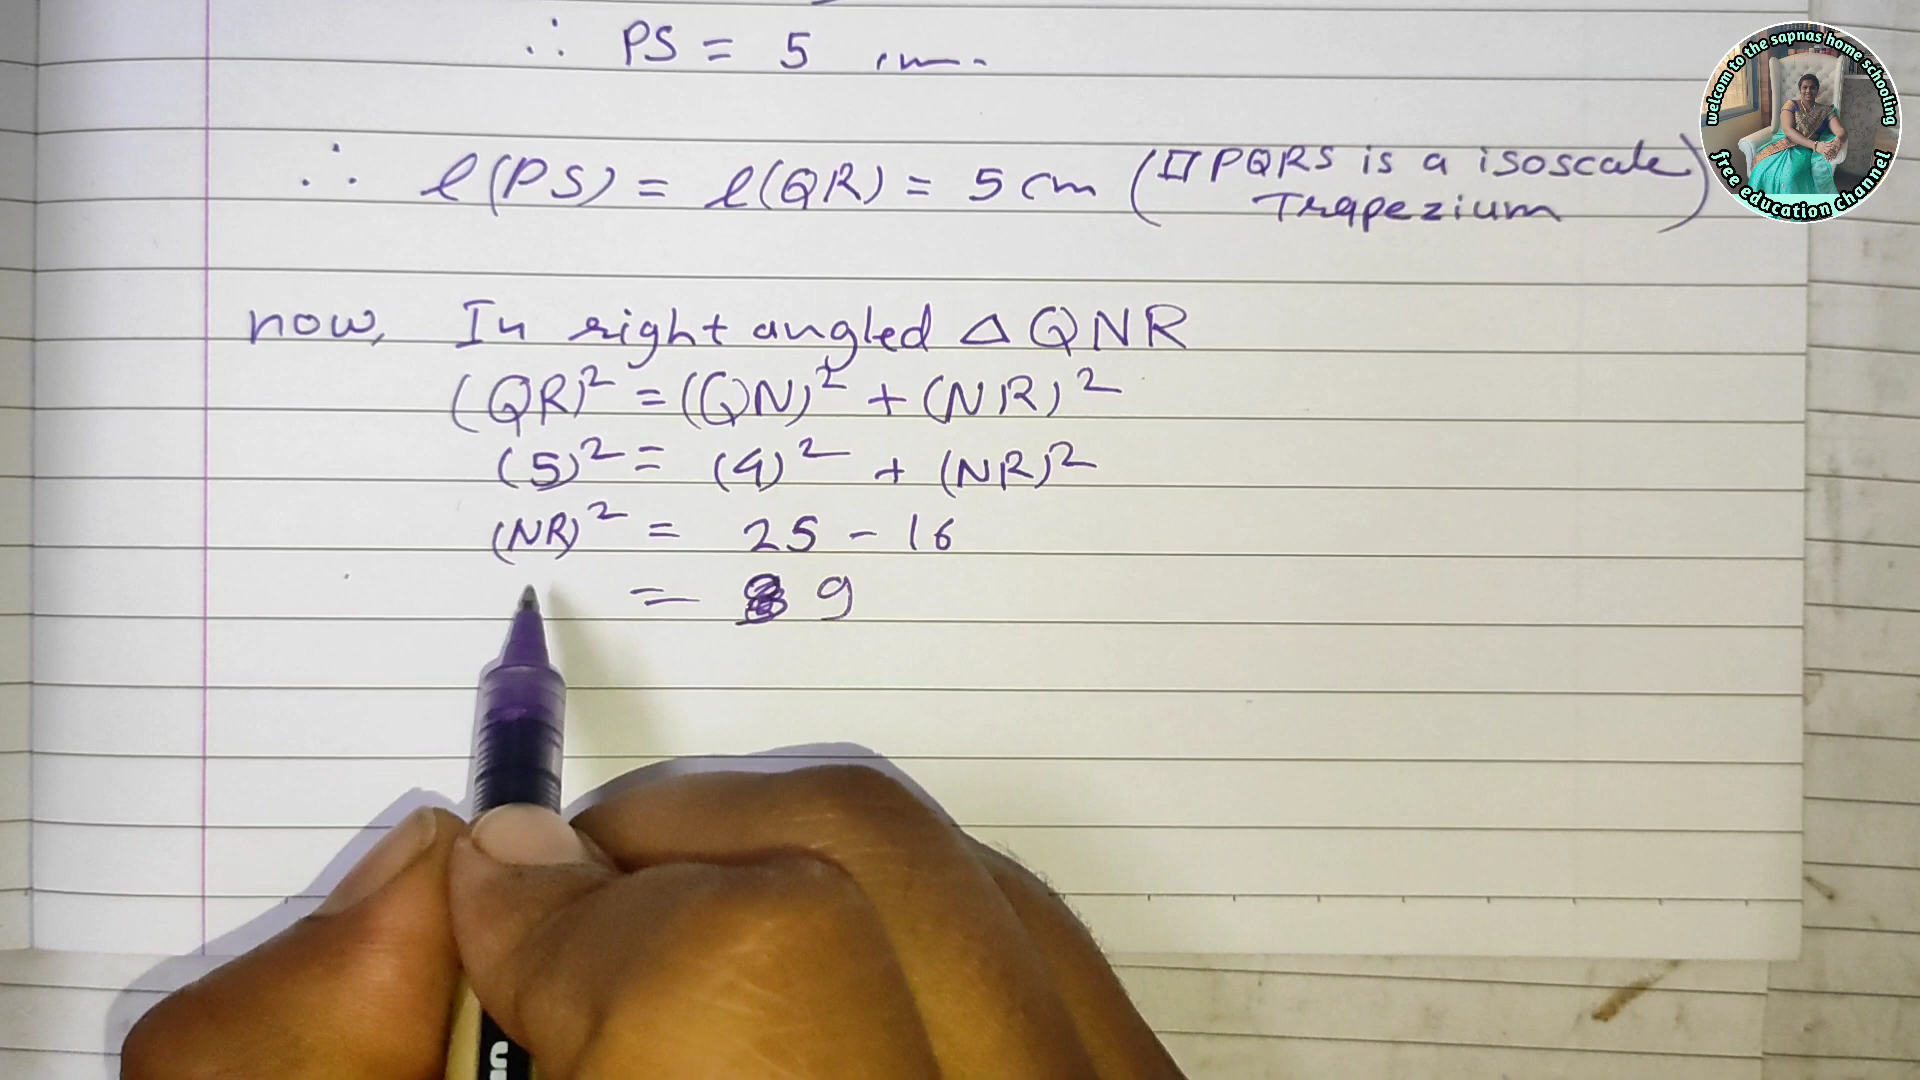 ∴ PS = 5 cm.
∴ l(PS) = l(QR) = 5 cm (□ PQRS is a isoscale Trapezium)
now, In right angled △ QNR
(QR)² = (QN)² + (NR)²
(5)² = (4)² + (NR)²
(NR)² = 25 - 16
= 9
welcom to the sapnas home schooling
free education channel